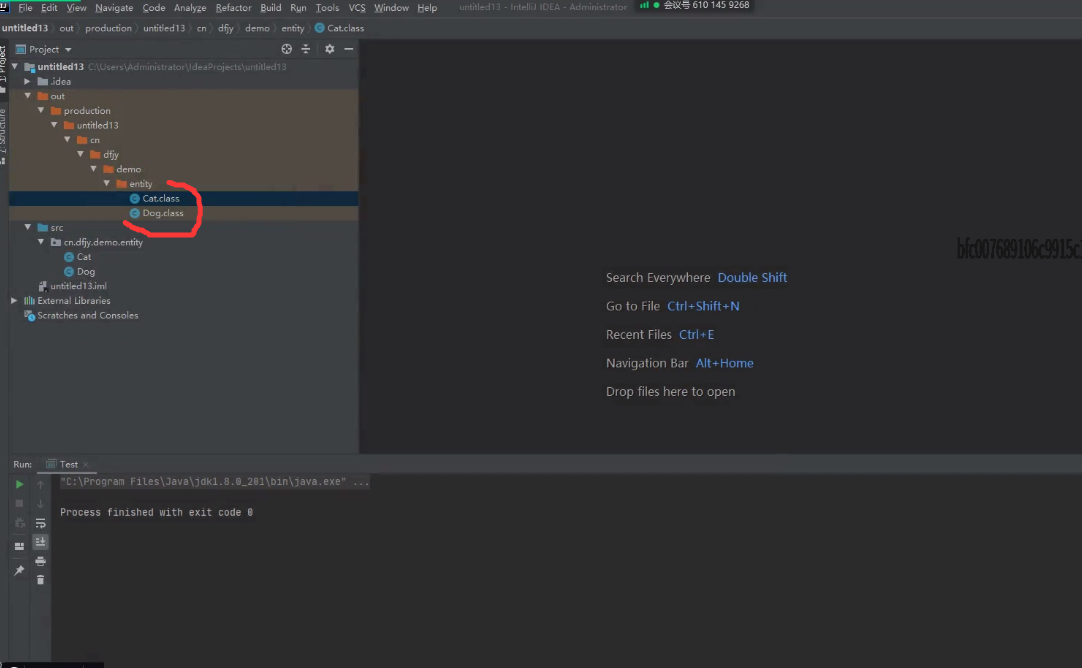 File Edit View Navigate Code Analyze Refactor Build Run Tools VCS Window Help untitled13 - IntelliJ IDEA - Administrator 会议号 610 145 9268
untitled13 out production untitled13 cn dfjy demo entity Cat.class
Project
1: Project
untitled13 C:\Users\Administrator\IdeaProjects\untitled13
.idea
out
production
untitled13
cn
dfjy
demo
entity
Cat.class
Dog.class
src
cn.dfjy.demo.entity
Cat
Dog
untitled13.iml
External Libraries
Scratches and Consoles
Structure
Search Everywhere Double Shift
Go to File Ctrl+Shift+N
Recent Files Ctrl+E
Navigation Bar Alt+Home
Drop files here to open
Run: Test
"C:\Program Files\Java\jdk1.8.0_201\bin\java.exe" ...
Process finished with exit code 0